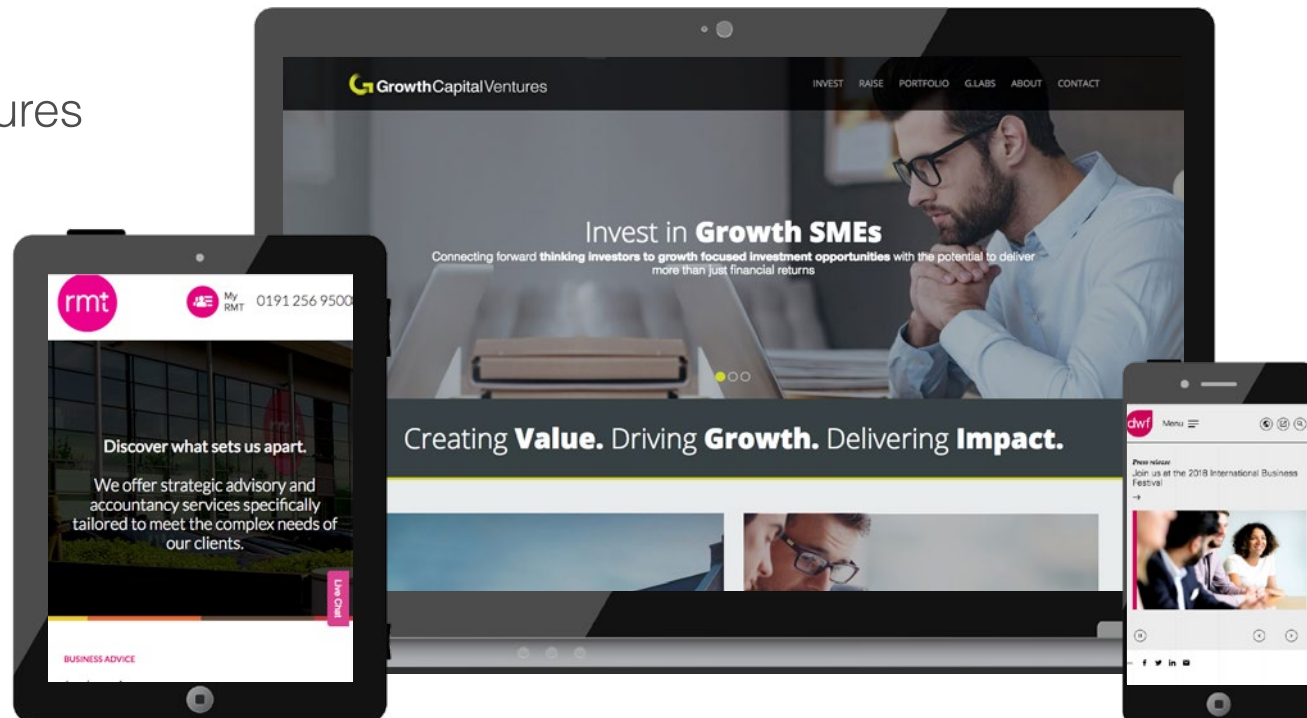 ures
GrowthCapitalVentures
INVEST RAISE PORTFOLIO G.LABS ABOUT CONTACT
Invest in Growth SMEs
Connecting forward thinking investors to growth focused investment opportunities with the potential to deliver
more than just financial returns
Creating Value. Driving Growth. Delivering Impact.
rmt
My
RMT
0191 256 9500
rmt
Discover what sets us apart.
We offer strategic advisory and
accountancy services specifically
tailored to meet the complex needs of
our clients.
Live Chat
BUSINESS ADVICE
dwf
Menu
Press release
Join us at the 2018 International Business
Festival